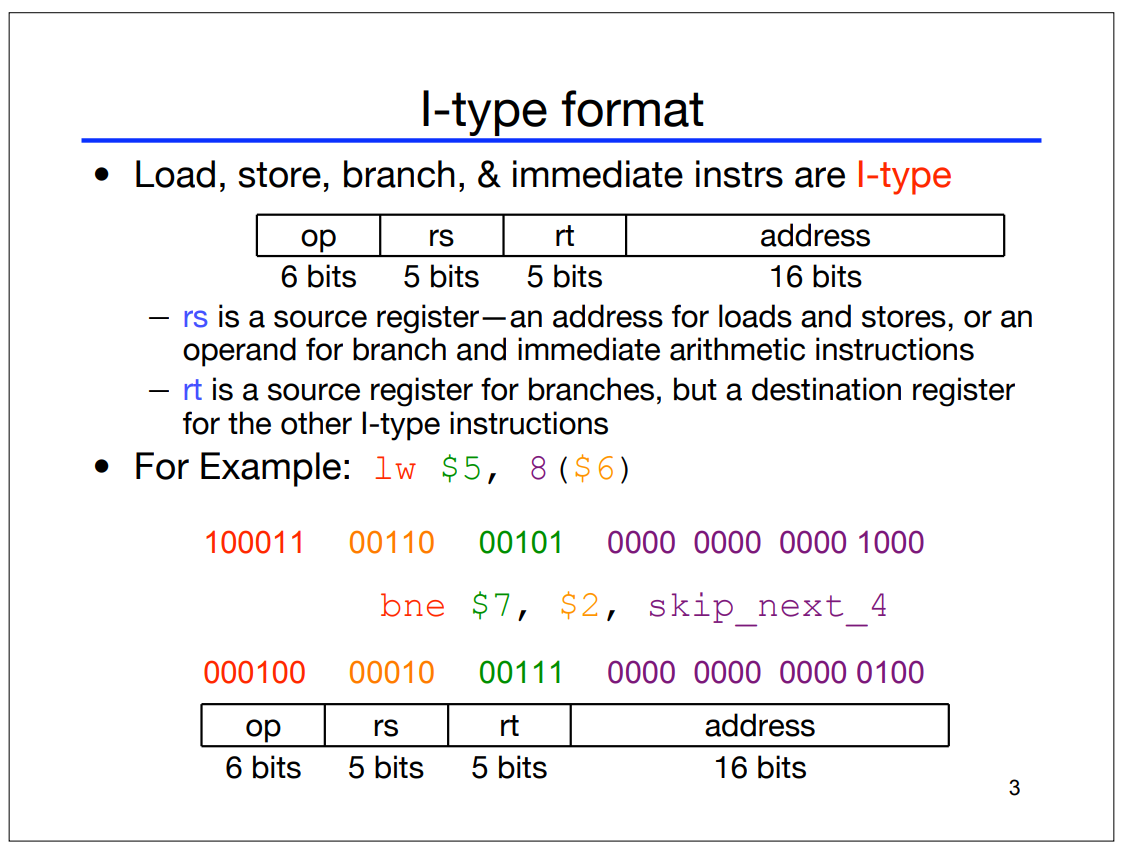 I-type format
• Load, store, branch, & immediate instrs are I-type
op rs rt address
6 bits 5 bits 5 bits 16 bits
– rs is a source register—an address for loads and stores, or an
operand for branch and immediate arithmetic instructions
– rt is a source register for branches, but a destination register
for the other I-type instructions
• For Example: lw $5, 8($6)
100011 00110 00101 0000 0000 0000 1000
bne $7, $2, skip_next_4
000100 00010 00111 0000 0000 0000 0100
op rs rt address
6 bits 5 bits 5 bits 16 bits
3